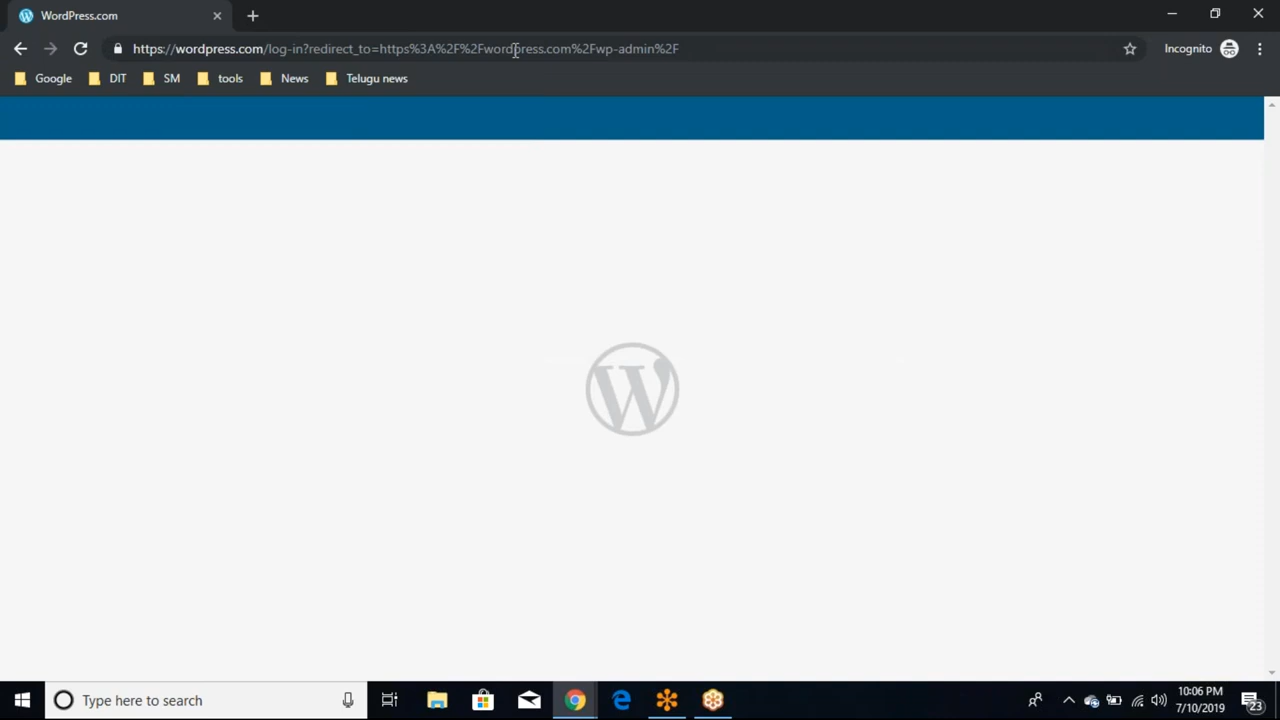 WordPress.com
https://wordpress.com/log-in?redirect_to=https%3A%2F%2Fwordpress.com%2Fwp-admin%2F
Incognito
Google DIT SM tools News Telugu news
W
Type here to search
10:06 PM
7/10/2019
23